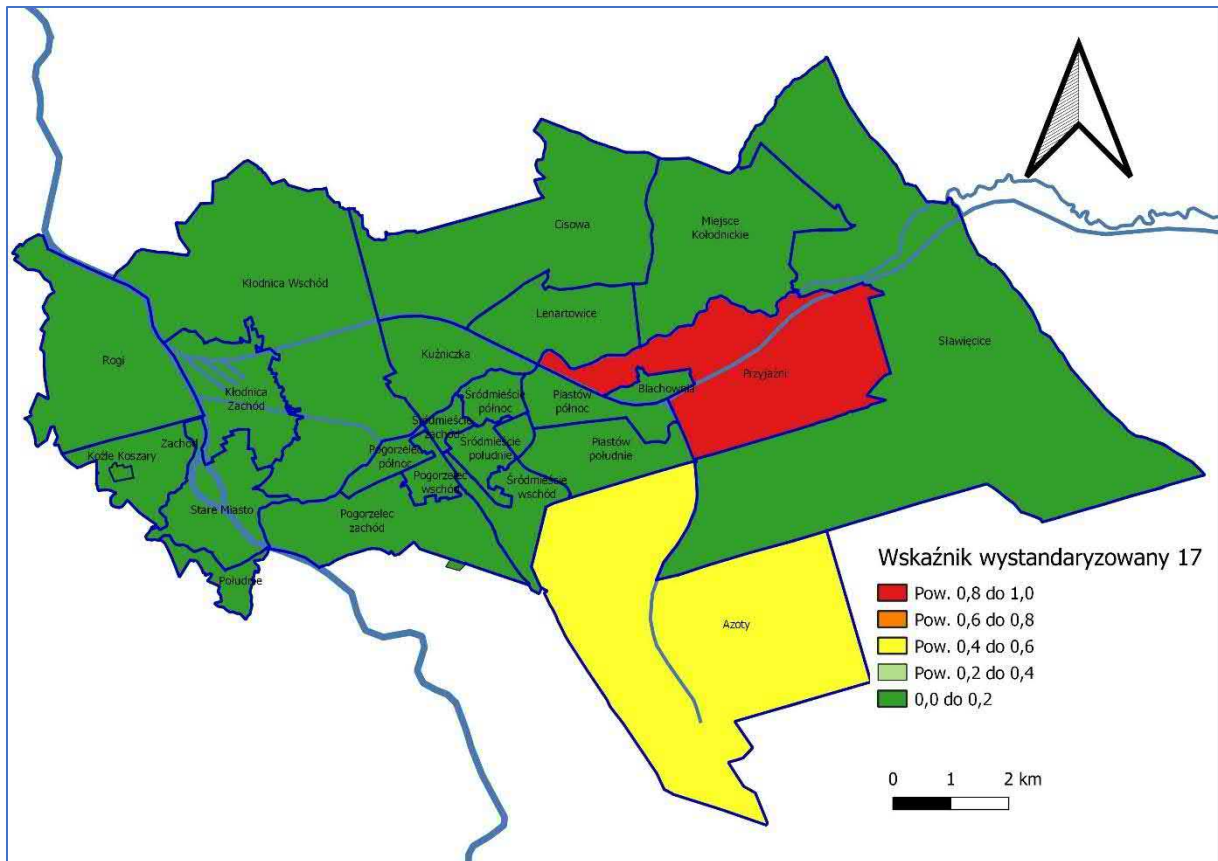 Cisowa
Miejsce
Kołodnickie
Kłodnica Wschód
Lenartowice
Sławięcice
Rogi
Kuźniczka
Przyjaźni
Blachownia
Kłodnica
Zachód
Śródmieście
północ
Piastów
północ
Śródmieście
zachód
Śródmieście
południe
Piastów
południe
Zachód
Koźle Koszary
Pogorzelec
północ
Pogorzelec
wschód
Śródmieście
wschód
Stare Miasto
Pogorzelec
zachód
Południe
Azoty
Wskaźnik wystandaryzowany 17
Pow. 0,8 do 1,0
Pow. 0,6 do 0,8
Pow. 0,4 do 0,6
Pow. 0,2 do 0,4
0,0 do 0,2
0 1 2 km